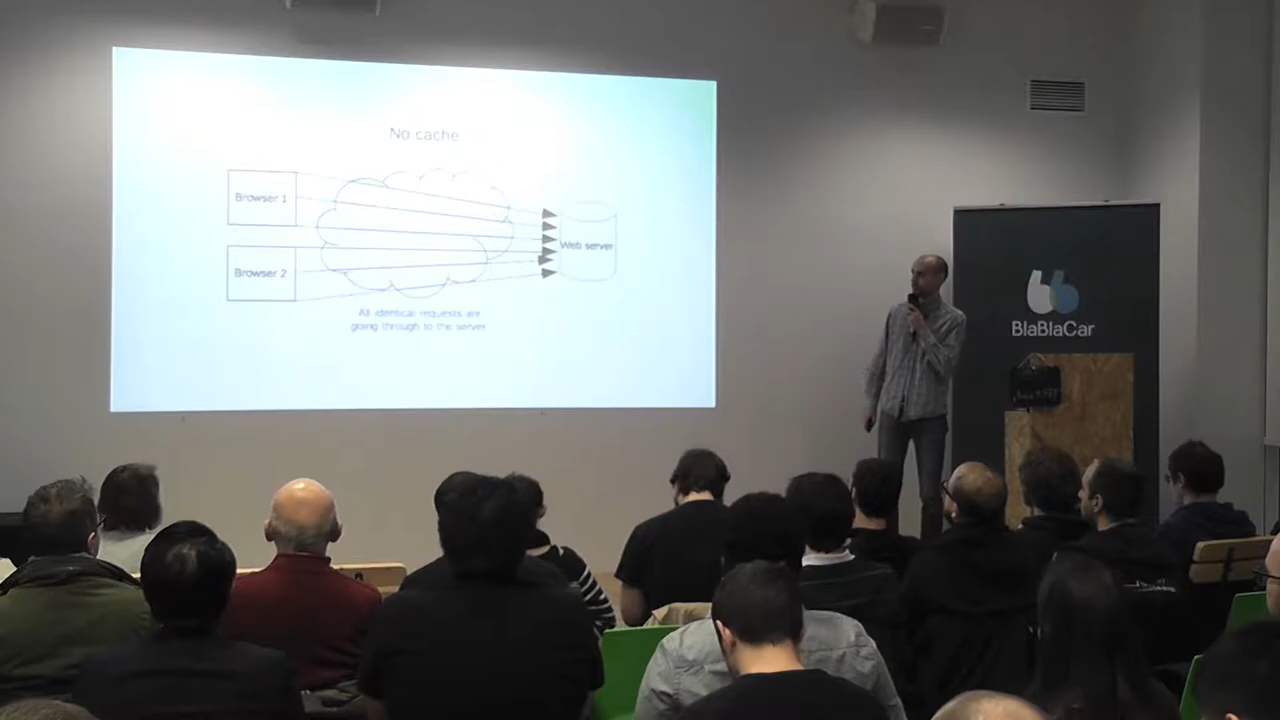 No cache
Browser 1
Web server
Browser 2
All identical requests are
going through to the server
BlaBlaCar